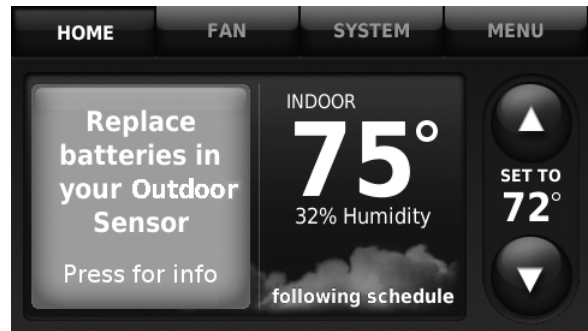 HOME
FAN
SYSTEM
MENU
Replace
batteries in
your Outdoor
Sensor
Press for info
INDOOR
75°
32% Humidity
following schedule
SET TO
72°